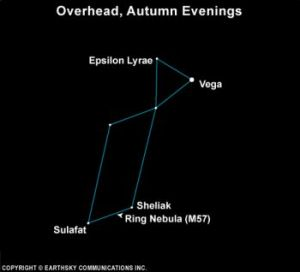 Overhead, Autumn Evenings
Epsilon Lyrae
Vega
Sheliak
Ring Nebula (M57)
Sulafat
COPYRIGHT © EARTHSKY COMMUNICATIONS INC.